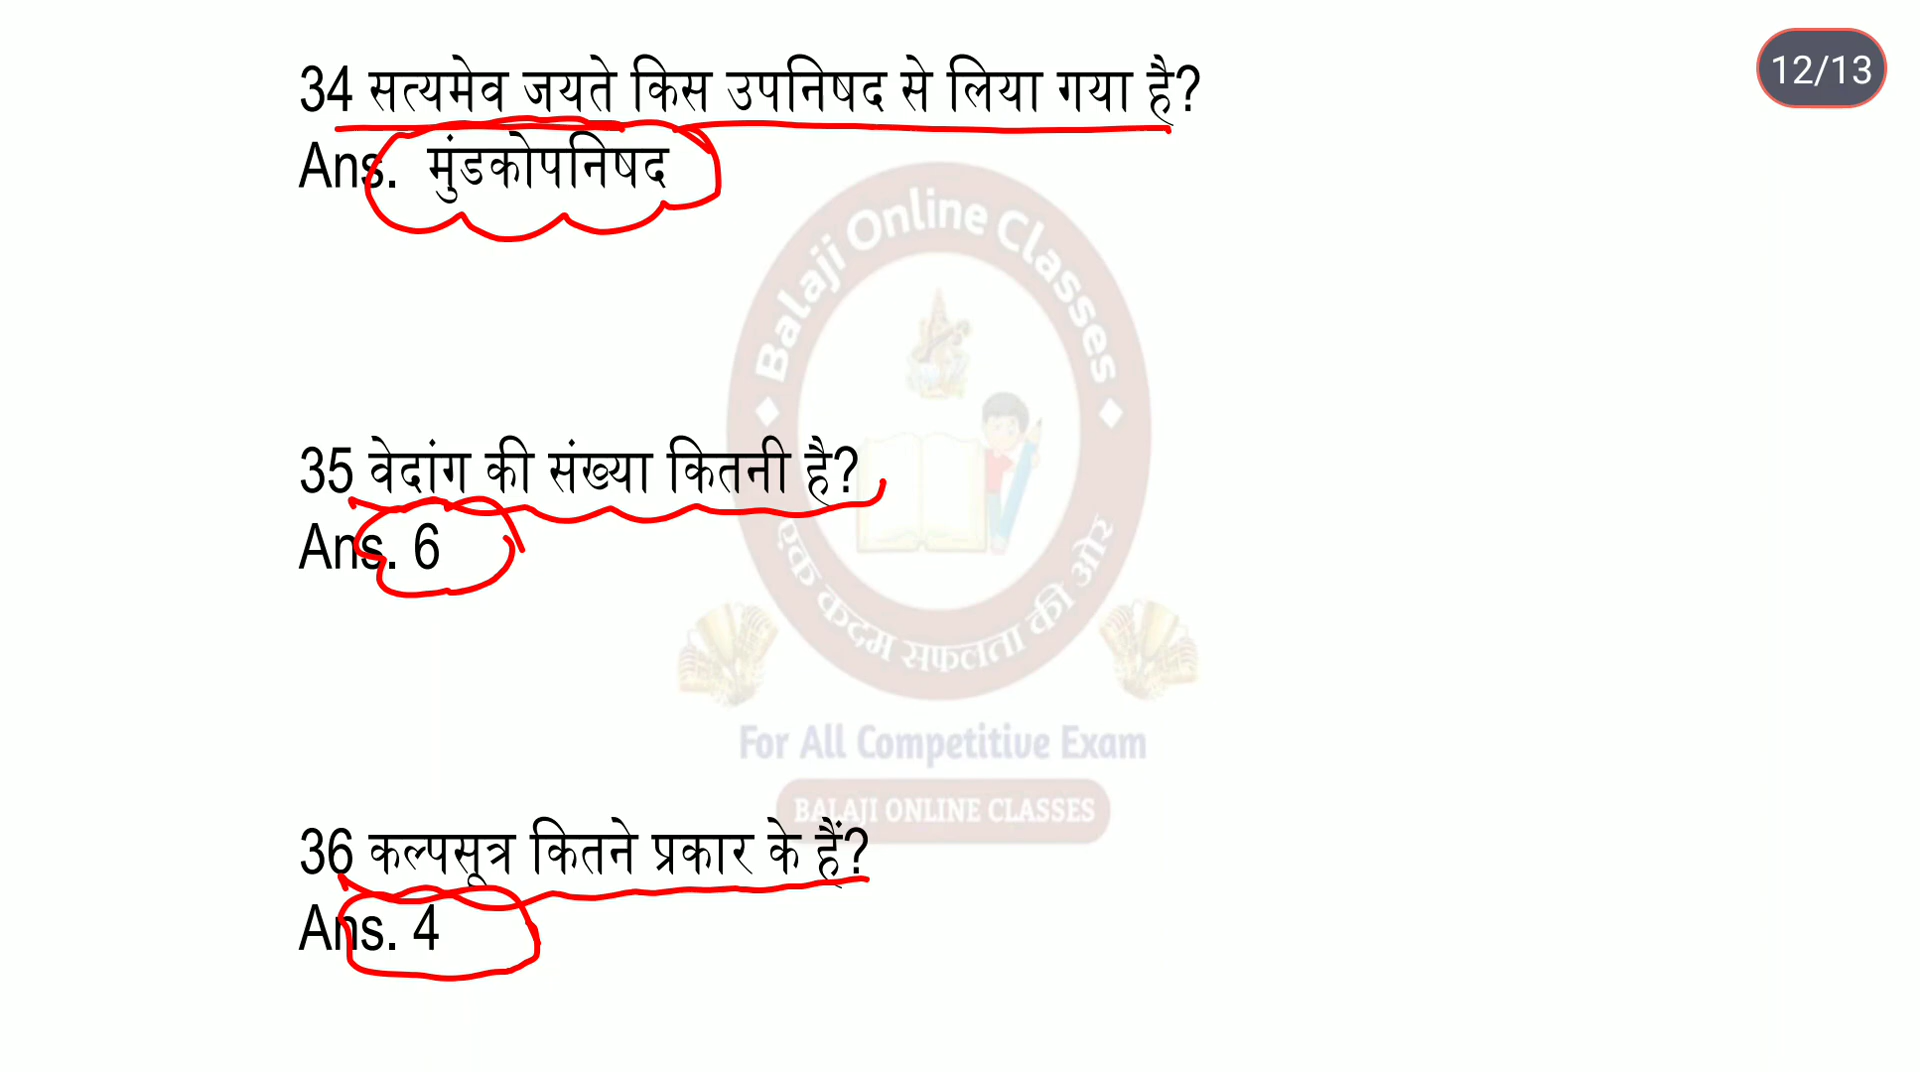 12/13
34 सत्यमेव जयते किस उपनिषद से लिया गया है?
Ans. मुंडकोपनिषद
Balaji Online Classes
35 वेदांग की संख्या कितनी है?
Ans. 6
एक कदम सफलता की ओर
For All Competitive Exam
BALAJI ONLINE CLASSES
36 कल्पसूत्र कितने प्रकार के हैं?
Ans. 4